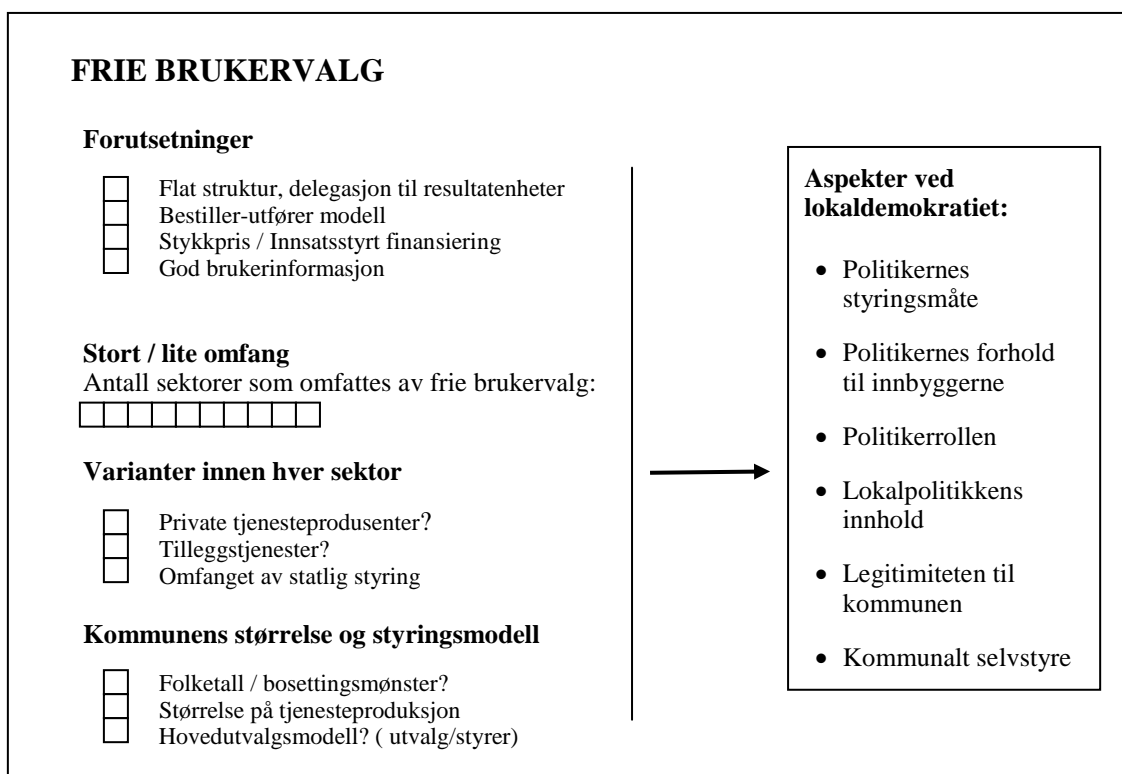 FRIE BRUKERVALG
Forutsetninger
Flat struktur, delegasjon til resultatenheter
Bestiller-utfører modell
Stykkpris / Innsatsstyrt finansiering
God brukerinformasjon
Stort / lite omfang
Antall sektorer som omfattes av frie brukervalg:
Varianter innen hver sektor
Private tjenesteprodusenter?
Tilleggstjenester?
Omfanget av statlig styring
Kommunens størrelse og styringsmodell
Folketall / bosettingsmønster?
Størrelse på tjenesteproduksjon
Hovedutvalgsmodell? ( utvalg/styrer)
Aspekter ved
lokaldemokratiet:
• Politikernes
styringsmåte
• Politikernes forhold
til innbyggerne
• Politikerrollen
• Lokalpolitikkens
innhold
• Legitimiteten til
kommunen
• Kommunalt selvstyre